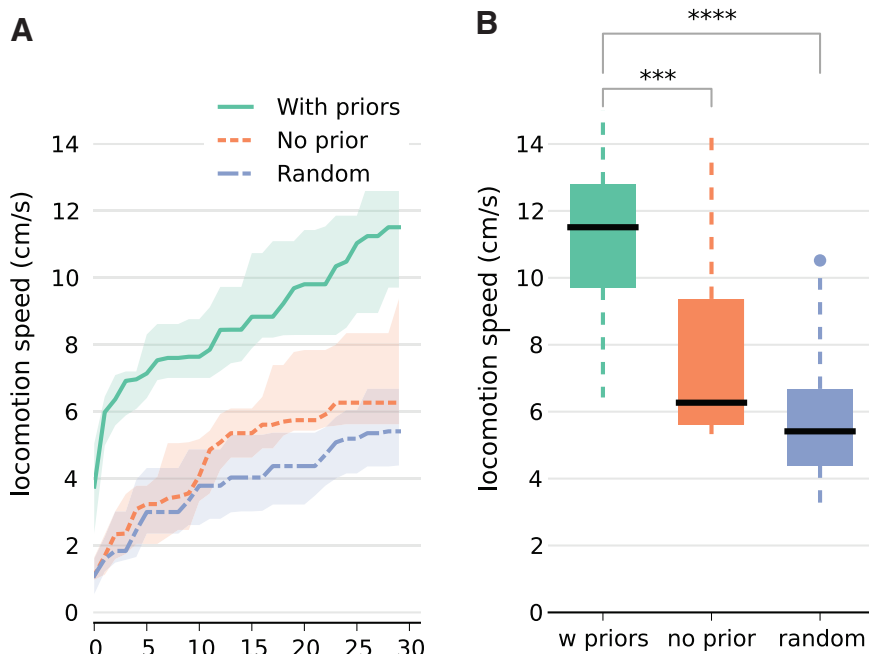 A
With priors
No prior
Random
locomotion speed (cm/s)
14
12
10
8
6
4
2
0
0 5 10 15 20 25 30
B
****
***
locomotion speed (cm/s)
14
12
10
8
6
4
2
0
w priors no prior random